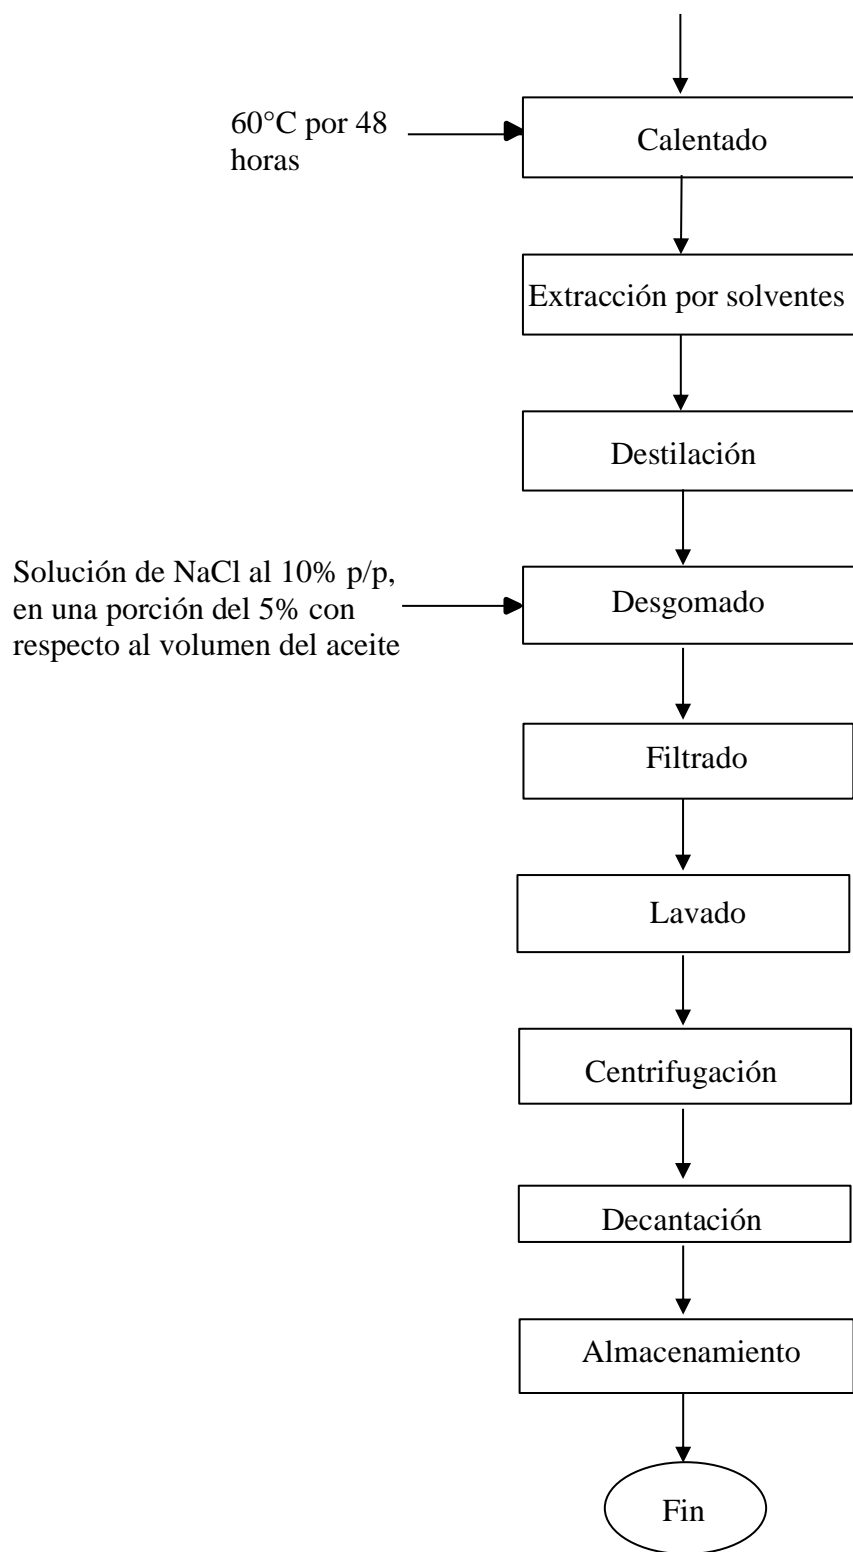 60°C por 48
horas
Calentado
Extracción por solventes
Destilación
Solución de NaCl al 10% p/p,
en una porción del 5% con
respecto al volumen del aceite
Desgomado
Filtrado
Lavado
Centrifugación
Decantación
Almacenamiento
Fin